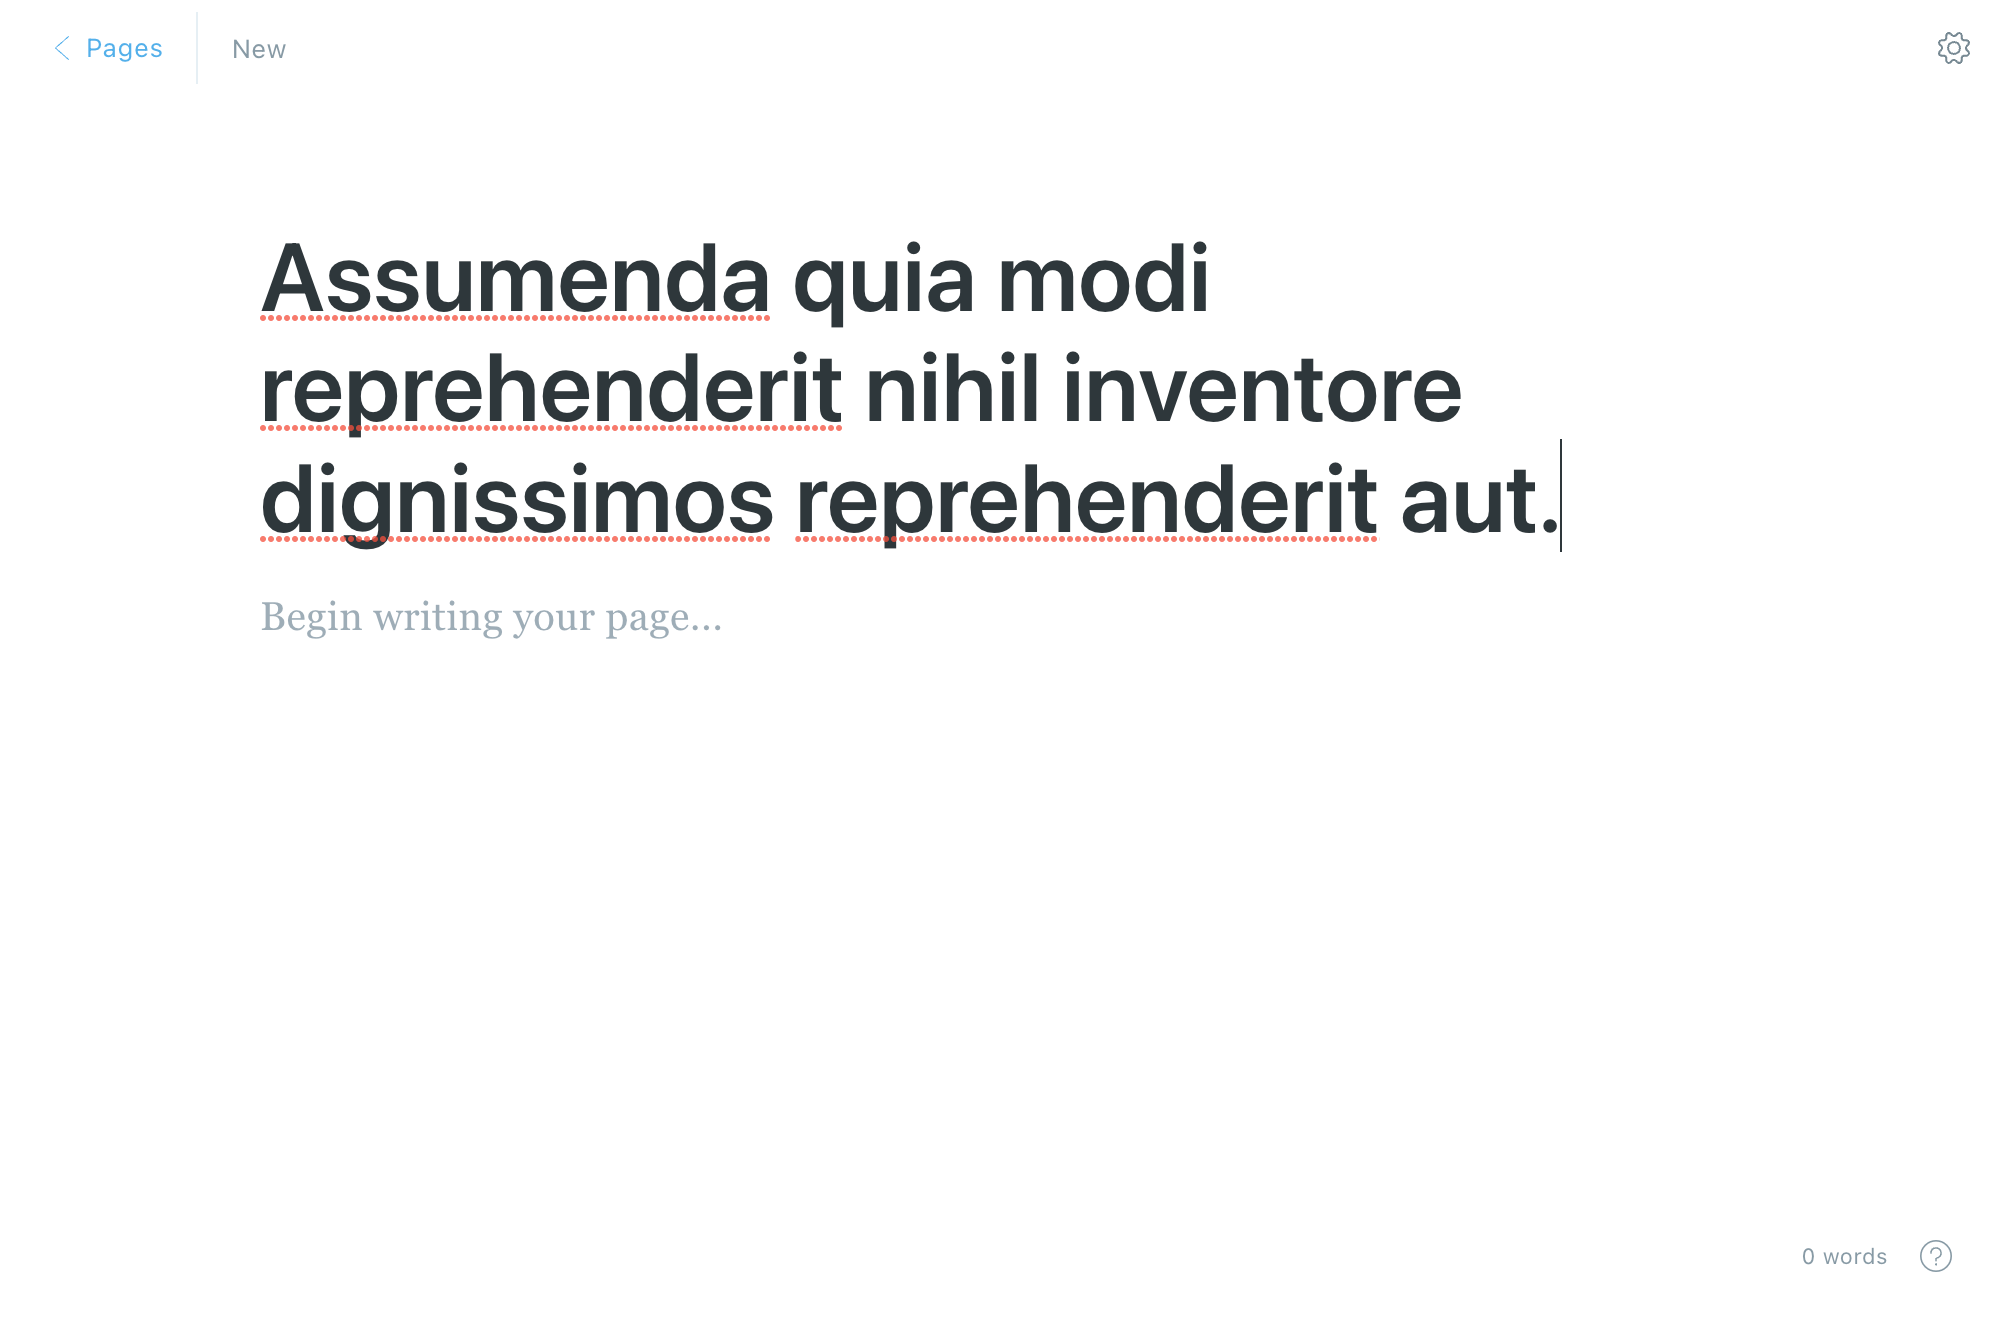 Pages
New
Assumenda quia modi
reprehenderit nihil inventore
dignissimos reprehenderit aut.
Begin writing your page...
0 words
?